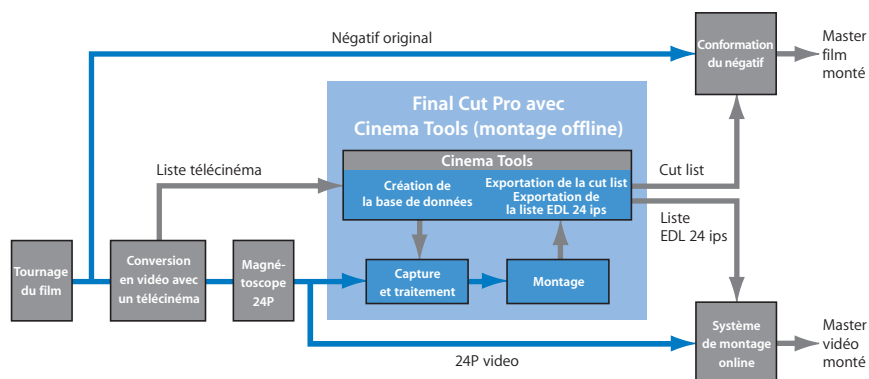 Négatif original
Conformation
du négatif
Master
film
monté
Final Cut Pro avec
Cinema Tools (montage offline)
Cinema Tools
Liste télécinéma
Création de
la base de données
Exportation de la cut list
Exportation de
la liste EDL 24 ips
Cut list
Liste
EDL 24 ips
Tournage
du film
Conversion
en vidéo avec
un télécinéma
Magné-
toscope
24P
Capture
et traitement
Montage
Système
de montage
online
Master
vidéo
monté
24P video